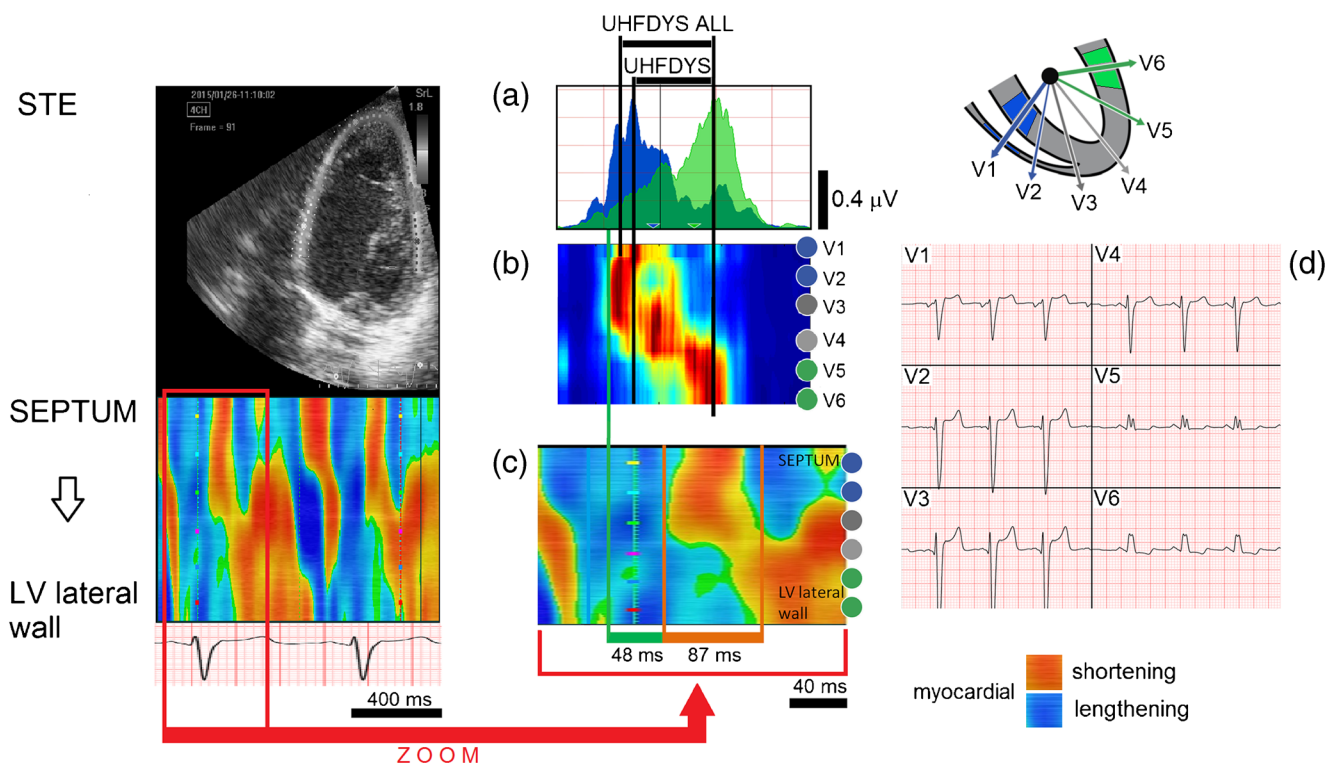 STE
2015/01/26-11:10:02
4CH
Frame = 91
SrL
1.8
SEPTUM
LV lateral
wall
400 ms
Z O O M
UHFDYS ALL
UHFDYS
(a)
0.4 μV
(b)
V1
V2
V3
V4
V5
V6
(c)
SEPTUM
LV lateral
wall
48 ms
87 ms
40 ms
V6
V5
V4
V3
V2
V1
(d)
V1
V4
V2
V5
V3
V6
myocardial
shortening
lengthening